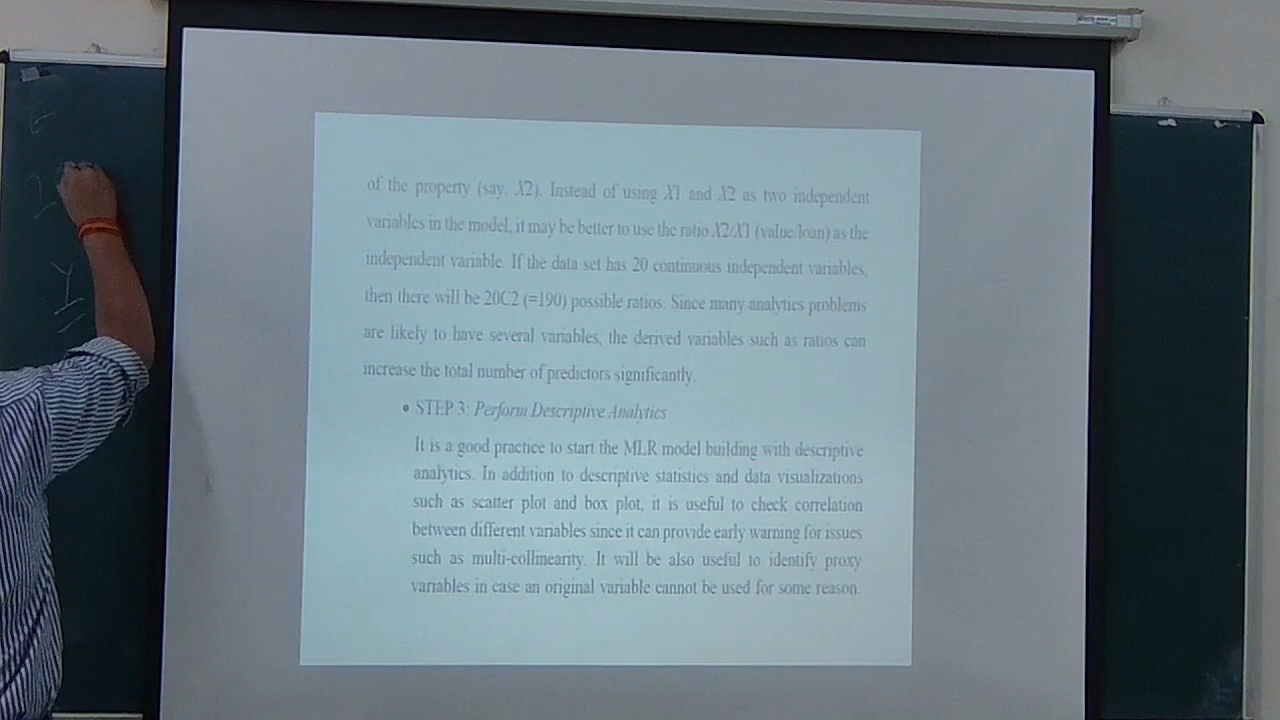 of the property (say, X2). Instead of using X1 and X2 as two independent
variables in the model, it may be better to use the ratio X2/X1 (value/loan) as the
independent variable. If the data set has 20 continuous independent variables,
then there will be 20C2 (=190) possible ratios. Since many analytics problems
are likely to have several variables, the derived variables such as ratios can
increase the total number of predictors significantly.
• STEP 3: Perform Descriptive Analytics
It is a good practice to start the MLR model building with descriptive
analytics. In addition to descriptive statistics and data visualizations
such as scatter plot and box plot, it is useful to check correlation
between different variables since it can provide early warning for issues
such as multi-collinearity. It will be also useful to identify proxy
variables in case an original variable cannot be used for some reason.